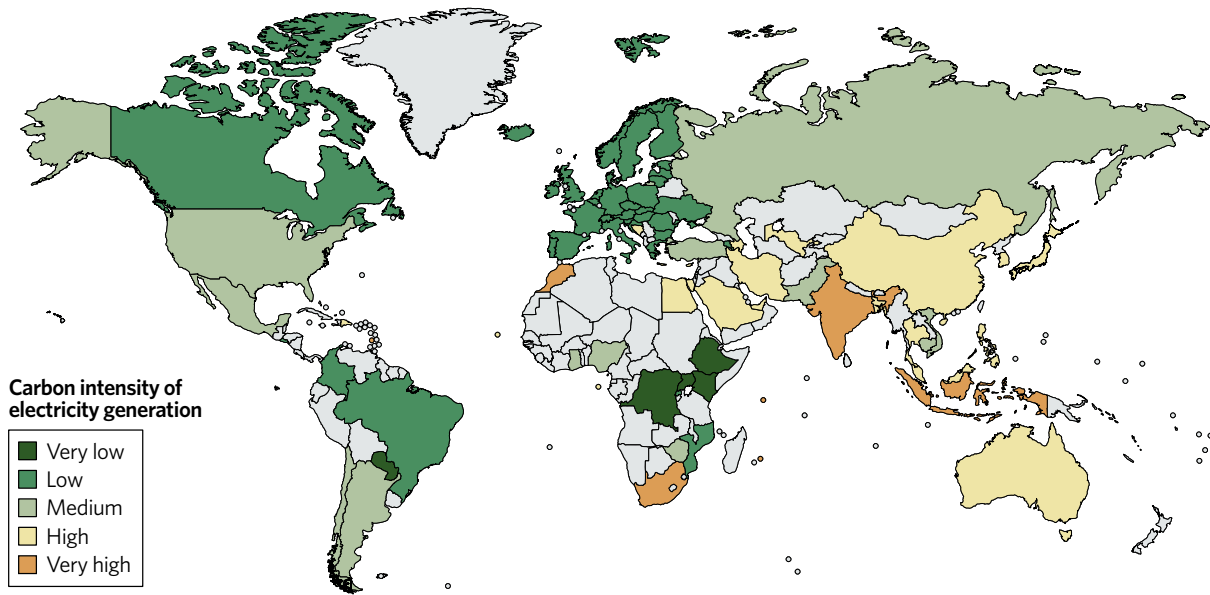 Carbon intensity of
electricity generation
Very low
Low
Medium
High
Very high